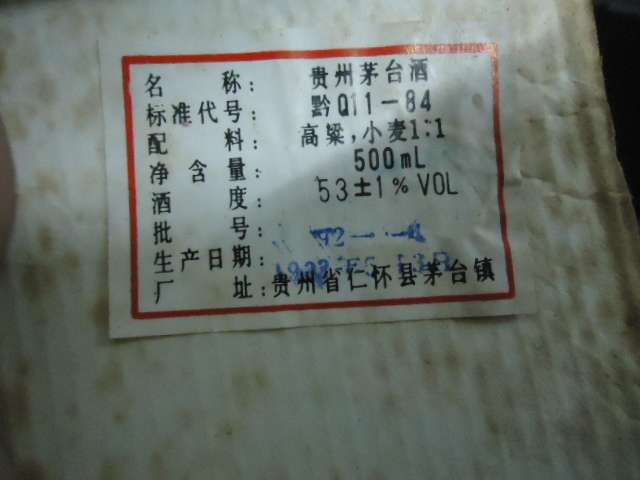 名 称: 贵州茅台酒
标准代号: 黔Q11-84
配 料: 高粱,小麦1:1
净 含 量: 500mL
酒 度: 53±1%VOL
批 号: 92-
生产日期:
厂 址:贵州省仁怀县茅台镇